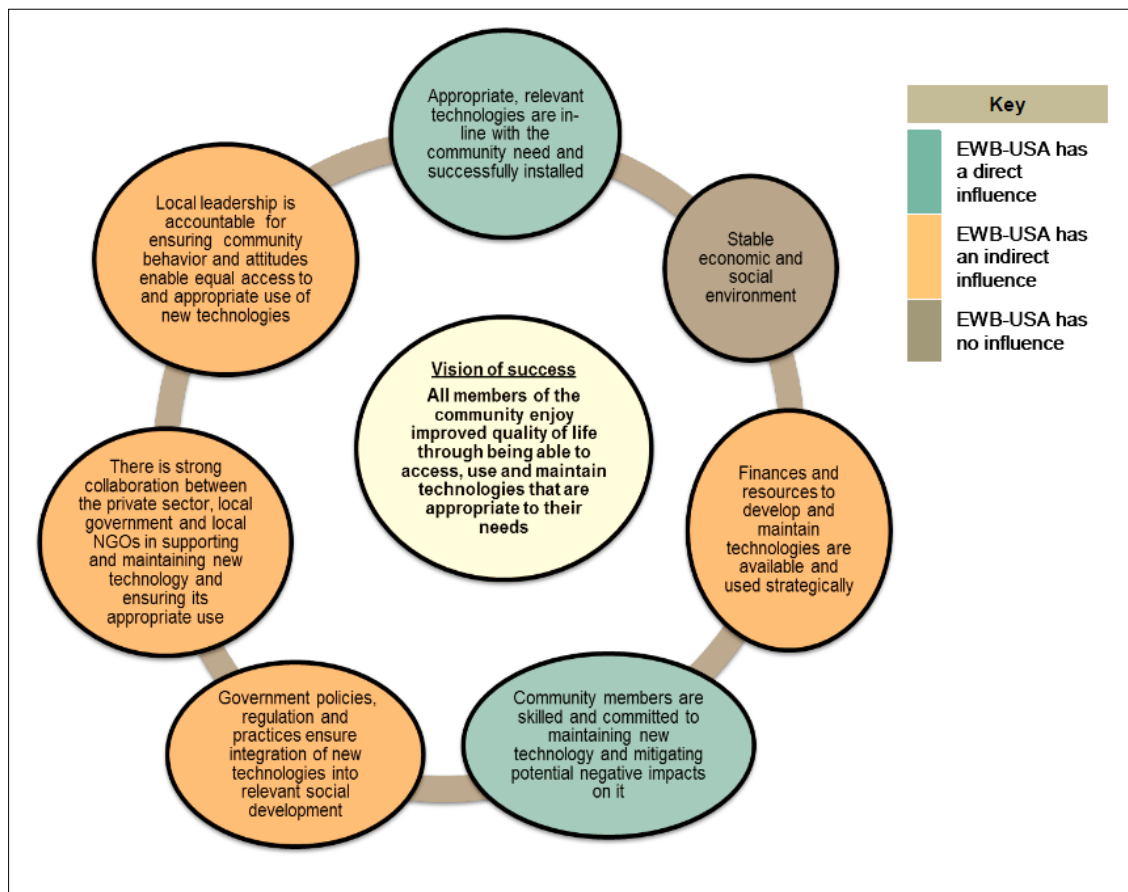 Appropriate, relevant
technologies are in-
line with the
community need and
successfully installed
Stable
economic and
social
environment
Finances and
resources to
develop and
maintain
technologies are
available and
used strategically
Community members are
skilled and committed to
maintaining new
technology and mitigating
potential negative impacts
on it
Government policies,
regulation and
practices ensure
integration of new
technologies into
relevant social
development
There is strong
collaboration between
the private sector, local
government and local
NGOs in supporting
and maintaining new
technology and
ensuring its
appropriate use
Local leadership is
accountable for
ensuring community
behavior and attitudes
enable equal access to
and appropriate use of
new technologies
Vision of success
All members of the
community enjoy
improved quality of life
through being able to
access, use and maintain
technologies that are
appropriate to their
needs
Key
EWB-USA has
a direct
influence
EWB-USA has
an indirect
influence
EWB-USA has
no influence